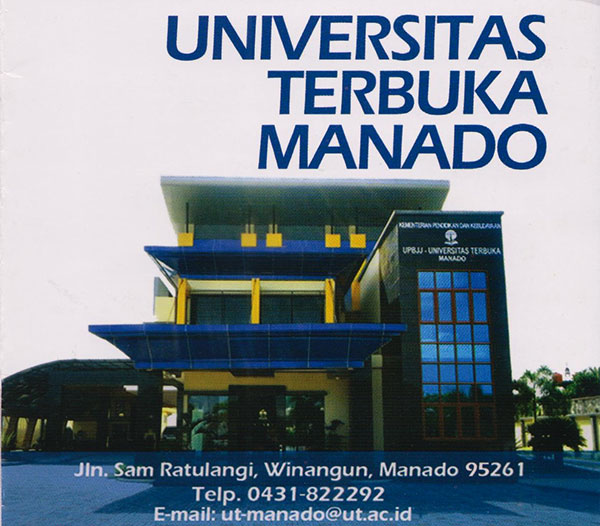 UNIVERSITAS
TERBUKA
MANADO
KEMENTERIAN PENDIDIKAN DAN KEBUDAYAAN
UPBJJ - UNIVERSITAS TERBUKA
MANADO
Jln. Sam Ratulangi, Winangun, Manado 95261
Telp. 0431-822292
E-mail: ut-manado@ut.ac.id